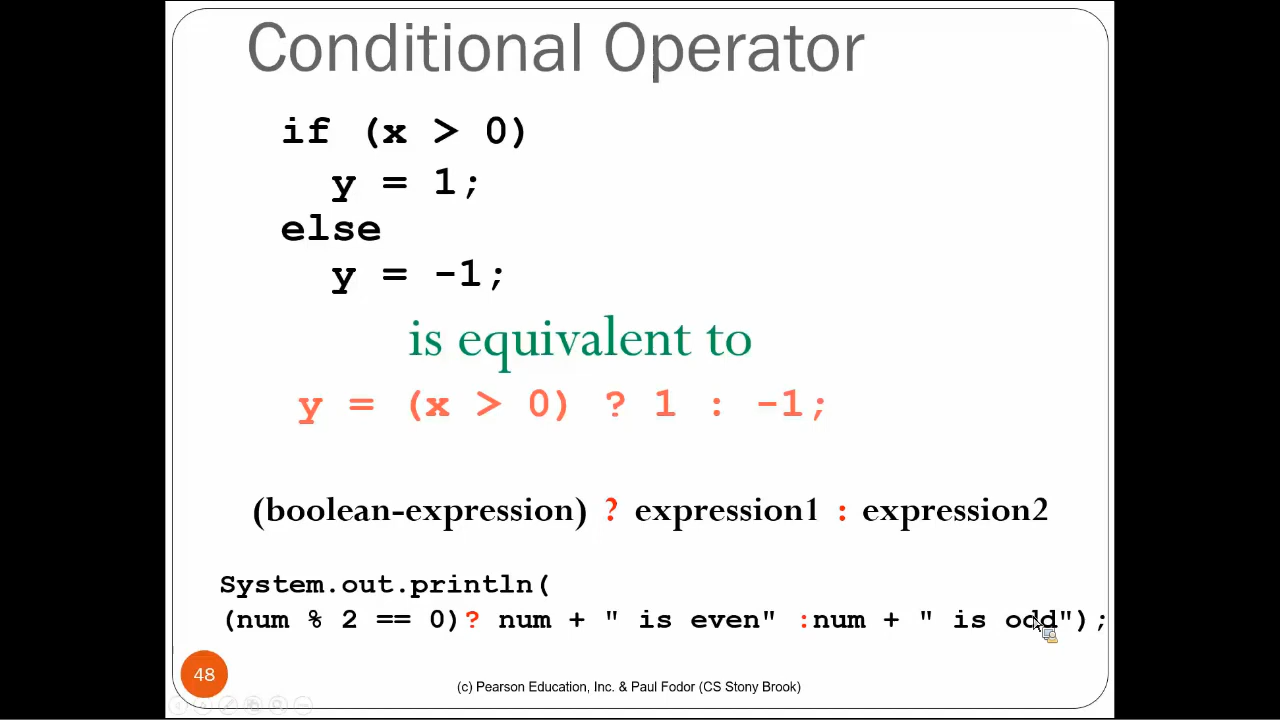 Conditional Operator
if (x > 0)
  y = 1;
else
  y = -1;
is equivalent to
y = (x > 0) ? 1 : -1;
(boolean-expression) ? expression1 : expression2
System.out.println(
(num % 2 == 0)? num + " is even" :num + " is odd");
48
(c) Pearson Education, Inc. & Paul Fodor (CS Stony Brook)